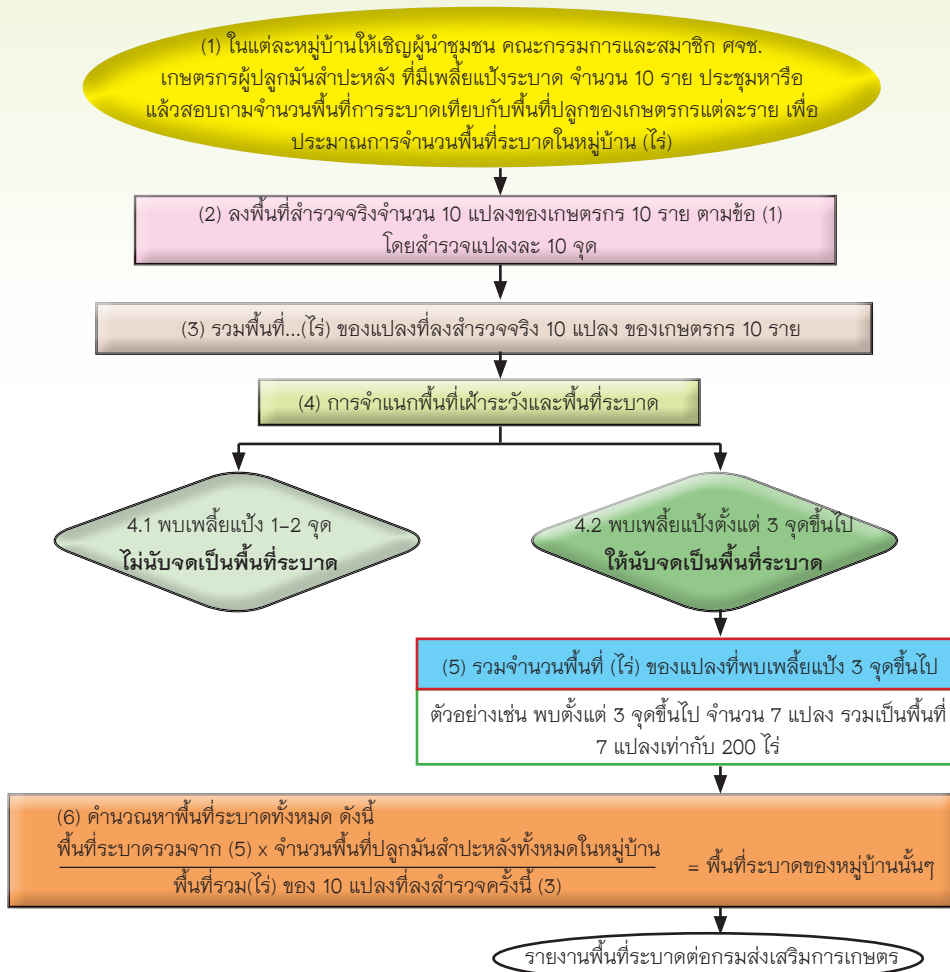 (1) ในแต่ละหมู่บ้านให้เชิญผู้นำชุมชน คณะกรรมการและสมาชิก ศจช.
เกษตรกรผู้ปลูกมันสำปะหลัง ที่มีเพลี้ยแป้งระบาด จำนวน 10 ราย ประชุมหารือ
แล้วสอบถามจำนวนพื้นที่การระบาดเทียบกับพื้นที่ปลูกของเกษตรกรแต่ละราย เพื่อ
ประมาณการจำนวนพื้นที่ระบาดในหมู่บ้าน (ไร่)
(2) ลงพื้นที่สำรวจจริงจำนวน 10 แปลงของเกษตรกร 10 ราย ตามข้อ (1)
โดยสำรวจแปลงละ 10 จุด
(3) รวมพื้นที่...(ไร่) ของแปลงที่ลงสำรวจจริง 10 แปลง ของเกษตรกร 10 ราย
(4) การจำแนกพื้นที่เฝ้าระวังและพื้นที่ระบาด
4.1 พบเพลี้ยแป้ง 1-2 จุด
ไม่นับจดเป็นพื้นที่ระบาด
4.2 พบเพลี้ยแป้งตั้งแต่ 3 จุดขึ้นไป
ให้นับจดเป็นพื้นที่ระบาด
(5) รวมจำนวนพื้นที่ (ไร่) ของแปลงที่พบเพลี้ยแป้ง 3 จุดขึ้นไป
ตัวอย่างเช่น พบตั้งแต่ 3 จุดขึ้นไป จำนวน 7 แปลง รวมเป็นพื้นที่
7 แปลงเท่ากับ 200 ไร่
(6) คำนวณหาพื้นที่ระบาดทั้งหมด ดังนี้
พื้นที่ระบาดรวมจาก (5) x จำนวนพื้นที่ปลูกมันสำปะหลังทั้งหมดในหมู่บ้าน
พื้นที่รวม(ไร่) ของ 10 แปลงที่ลงสำรวจครั้งนี้ (3)
= พื้นที่ระบาดของหมู่บ้านนั้นๆ
รายงานพื้นที่ระบาดต่อกรมส่งเสริมการเกษตร